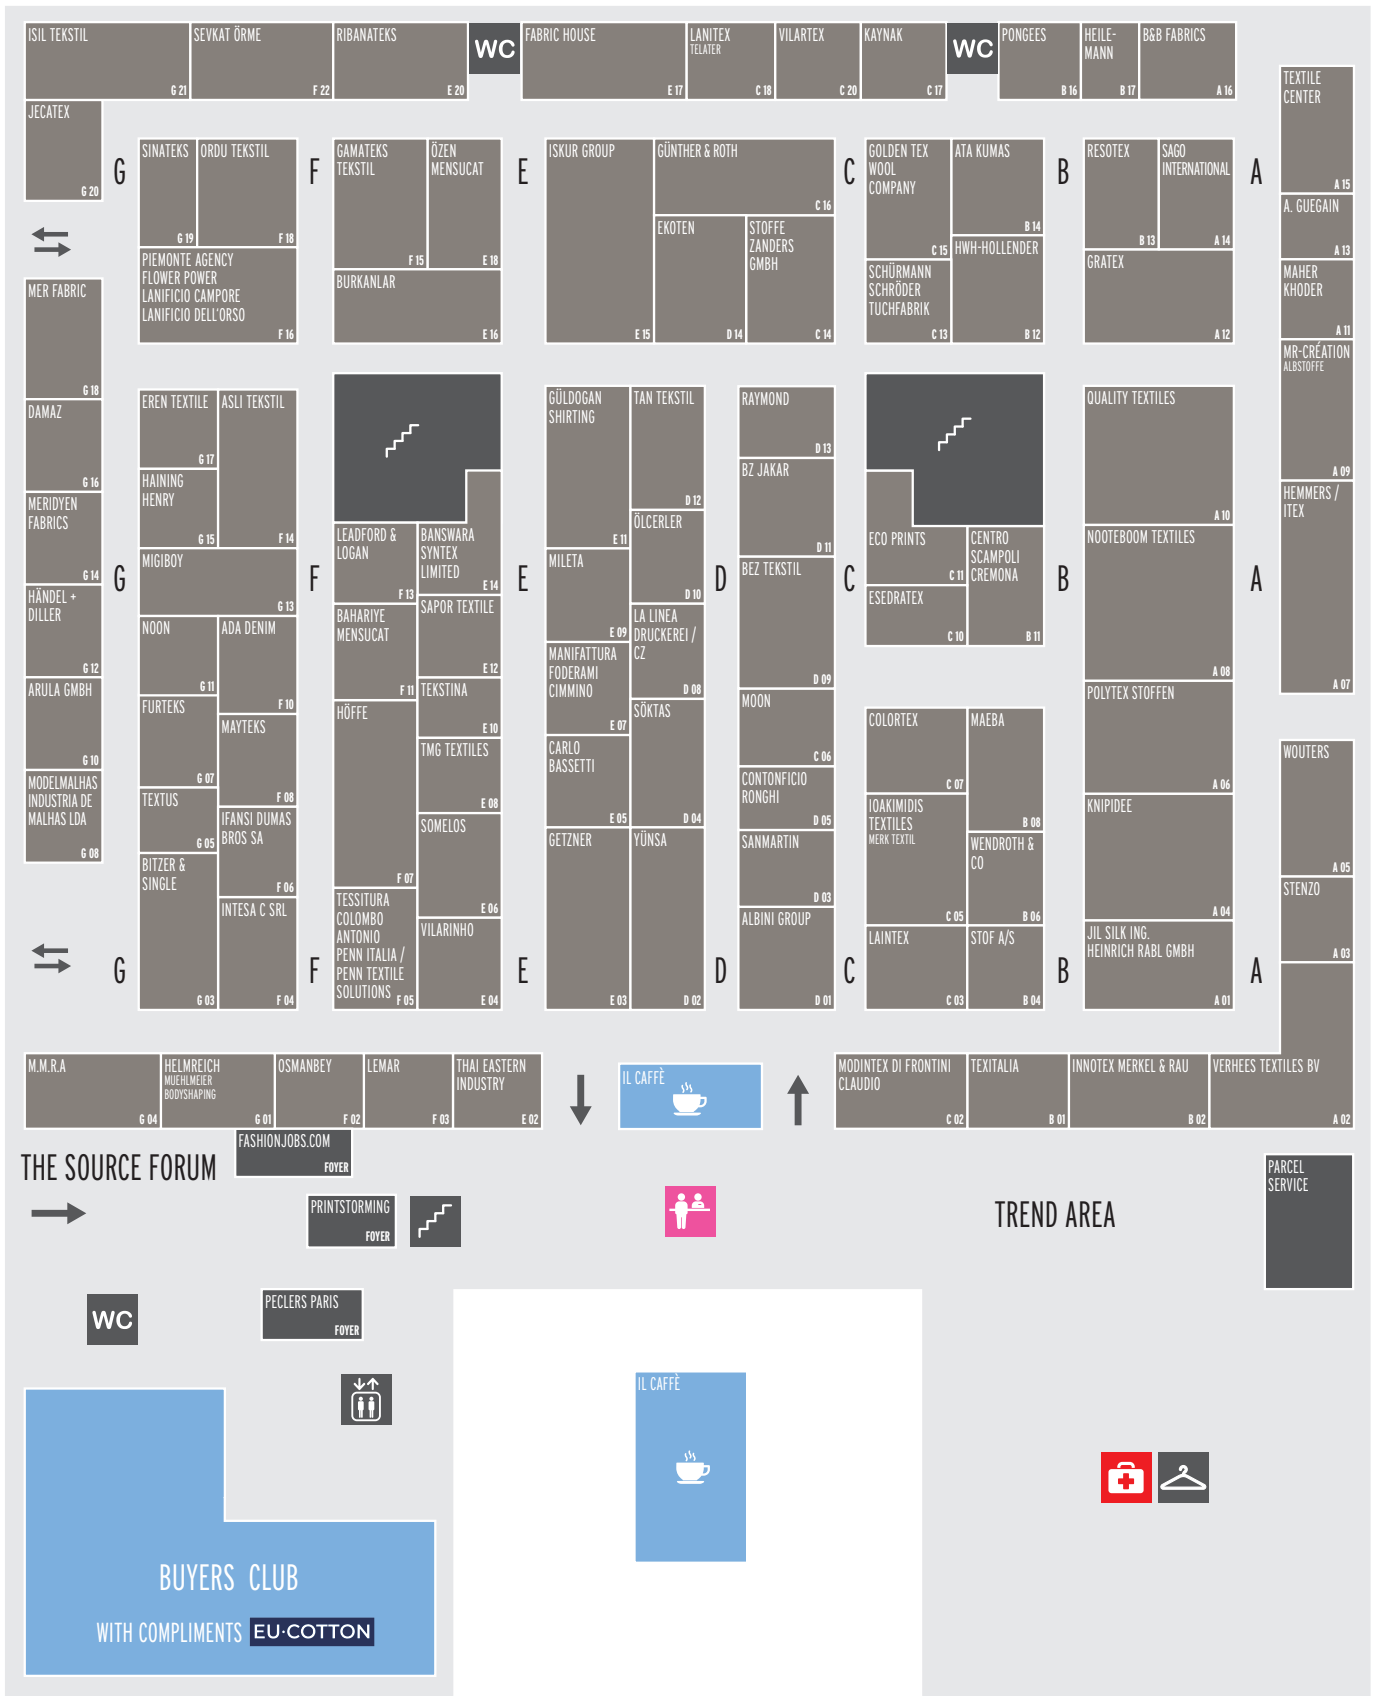 ISIL TEKSTIL
G 21
SEVKAT ÖRME
F 22
RIBANATEKS
E 20
WC
FABRIC HOUSE
E 17
LANITEX
TELATER
C 18
VILARTEX
C 20
KAYNAK
C 17
WC
PONGEES
B 16
HEILE-
MANN
B 17
B&B FABRICS
A 16
TEXTILE
CENTER
A 15
JECATEX
G 20
G
SINATEKS
G 19
ORDU TEKSTIL
F 18
F
GAMATEKS
TEKSTIL
F 15
ÖZEN
MENSUCAT
E 18
E
ISKUR GROUP
E 15
GÜNTHER & ROTH
C 16
C
GOLDEN TEX
WOOL
COMPANY
C 15
ATA KUMAS
B 14
B
RESOTEX
B 13
SAGO
INTERNATIONAL
A 14
A
A. GUEGAIN
A 13
PIEMONTE AGENCY
FLOWER POWER
LANIFICIO CAMPORE
LANIFICIO DELL'ORSO
F 16
BURKANLAR
E 16
EKOTEN
D 14
STOFFE
ZANDERS
GMBH
C 14
SCHÜRMANN
SCHRÖDER
TUCHFABRIK
C 13
HWH-HOLLENDER
B 12
GRATEX
A 12
MAHER
KHODER
A 11
MER FABRIC
G 18
MR-CRÉATION
ALBSTOFFE
A 09
DAMAZ
G 16
EREN TEXTILE
G 17
ASLI TEKSTIL
F 14
GÜLDOGAN
SHIRTING
E 11
TAN TEKSTIL
D 12
RAYMOND
D 13
QUALITY TEXTILES
A 10
HAINING
HENRY
G 15
BZ JAKAR
D 11
MERIDYEN
FABRICS
G 14
HEMMERS /
ITEX
A 07
LEADFORD &
LOGAN
F 13
BANSWARA
SYNTEX
LIMITED
E 14
ÖLCERLER
D 10
ECO PRINTS
C 11
CENTRO
SCAMPOLI
CREMONA
B 11
NOOTEBOOM TEXTILES
A 08
G
MIGIBOY
G 13
F
E
MILETA
E 09
D
BEZ TEKSTIL
D 09
C
B
A
HÄNDEL +
DILLER
G 12
NOON
G 11
ADA DENIM
F 10
BAHARIYE
MENSUCAT
F 11
SAPOR TEXTILE
E 12
LA LINEA
DRUCKEREI /
CZ
D 08
ESEDRATEX
C 10
ARULA GMBH
G 10
FURTEKS
G 07
MAYTEKS
F 08
HÖFFE
F 07
TEKSTINA
E 10
MANIFATTURA
FODERAMI
CIMMINO
E 07
SÖKTAS
D 04
MOON
C 06
COLORTEX
C 07
MAEBA
B 08
POLYTEX STOFFEN
A 06
TMG TEXTILES
E 08
CARLO
BASSETTI
E 05
WOUTERS
A 05
MODELMALHAS
INDUSTRIA DE
MALHAS LDA
G 08
TEXTUS
G 05
IFANSI DUMAS
BROS SA
F 06
CONTONFICIO
RONGHI
D 05
IOAKIMIDIS
TEXTILES
MERK TEXTIL
C 05
KNIPIDEE
A 04
SOMELOS
E 06
GETZNER
E 03
YÜNSA
D 02
SANMARTIN
D 03
WENDROTH &
CO
B 06
BITZER &
SINGLE
G 03
STENZO
A 03
INTESA C SRL
F 04
TESSITURA
COLOMBO
ANTONIO
PENN ITALIA /
PENN TEXTILE
SOLUTIONS
F 05
VILARINHO
E 04
ALBINI GROUP
D 01
LAINTEX
C 03
STOF A/S
B 04
JIL SILK ING.
HEINRICH RABL GMBH
A 01
G
F
E
D
C
B
A
M.M.R.A
G 04
HELMREICH
MUEHLMEIER
BODYSHAPING
G 01
OSMANBEY
F 02
LEMAR
F 03
THAI EASTERN
INDUSTRY
E 02
IL CAFFÈ
MODINTEX DI FRONTINI
CLAUDIO
C 02
TEXITALIA
B 01
INNOTEX MERKEL & RAU
B 02
VERHEES TEXTILES BV
A 02
FASHIONJOBS.COM
FOYER
THE SOURCE FORUM
PARCEL
SERVICE
PRINTSTORMING
FOYER
TREND AREA
WC
PECLERS PARIS
FOYER
IL CAFFÈ
BUYERS CLUB
WITH COMPLIMENTS EU·COTTON